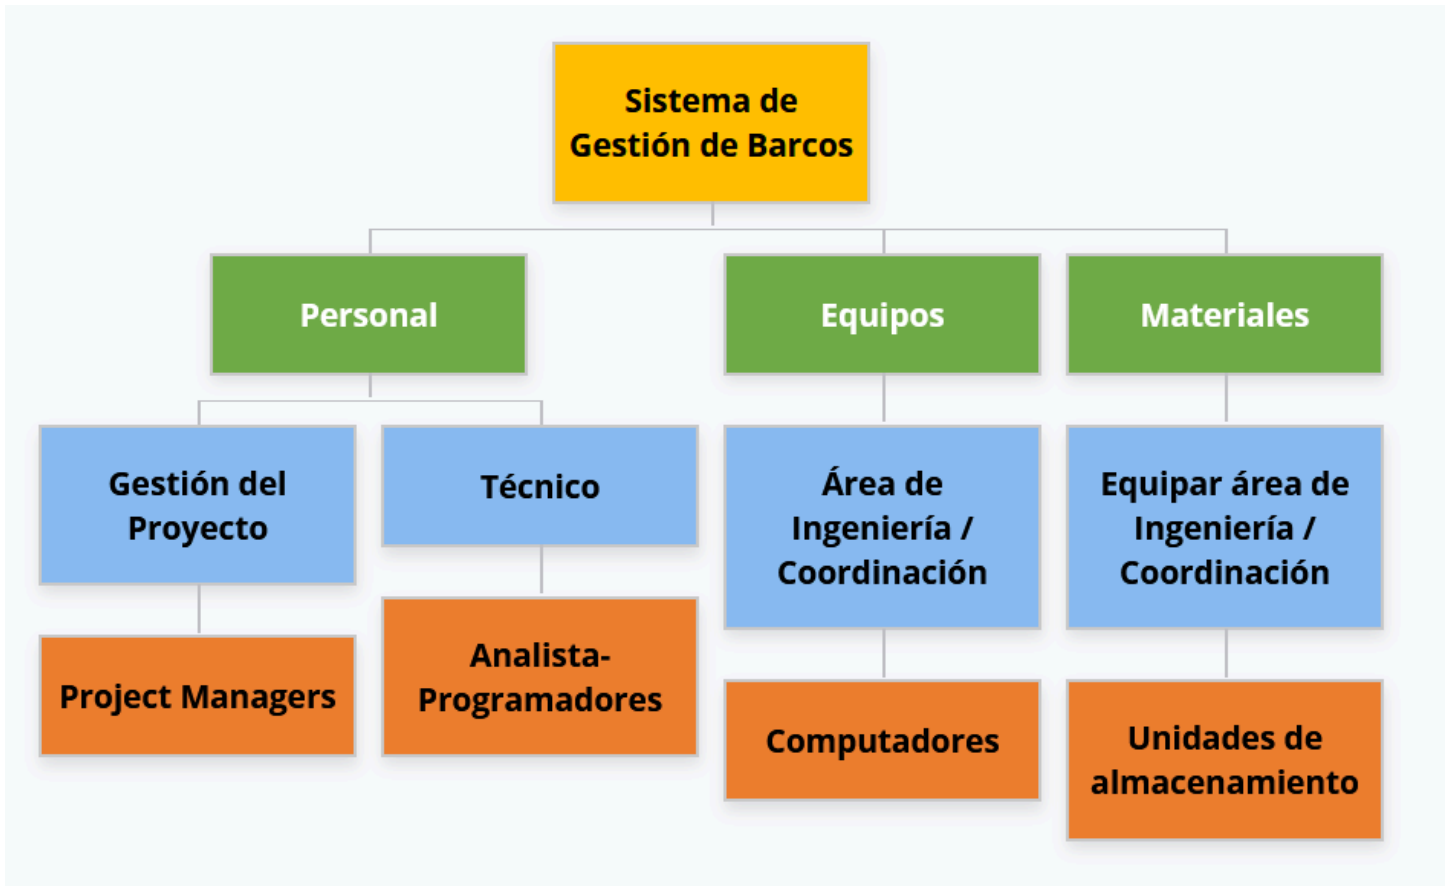 Sistema de
Gestión de Barcos
Personal
Equipos
Materiales
Gestión del
Proyecto
Técnico
Área de
Ingeniería /
Coordinación
Equipar área de
Ingeniería /
Coordinación
Project Managers
Analista-
Programadores
Computadores
Unidades de
almacenamiento